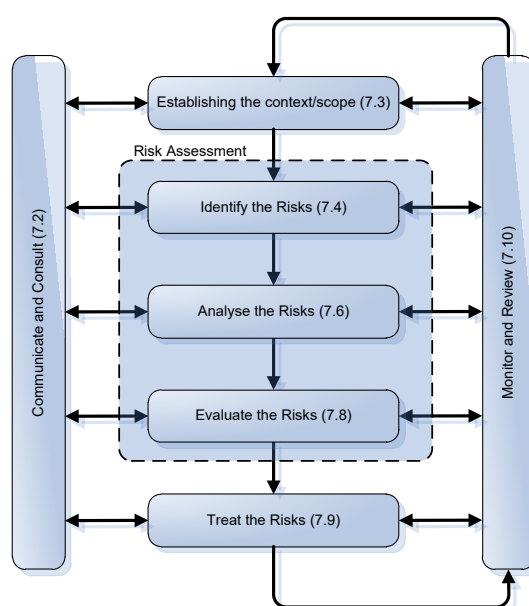 Establishing the context/scope (7.3)
Risk Assessment
Identify the Risks (7.4)
Analyse the Risks (7.6)
Evaluate the Risks (7.8)
Treat the Risks (7.9)
Communicate and Consult (7.2)
Monitor and Review (7.10)